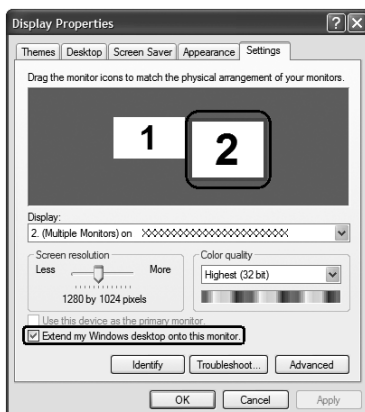 Display Properties
Themes Desktop Screen Saver Appearance Settings
Drag the monitor icons to match the physical arrangement of your monitors.
1 2
Display:
2. (Multiple Monitors) on XXXXXXXXXXXXXXXXXXXXXX
Screen resolution Color quality
Less More Highest (32 bit)
1280 by 1024 pixels
Use this device as the primary monitor.
Extend my Windows desktop onto this monitor.
Identify Troubleshoot... Advanced
OK Cancel Apply